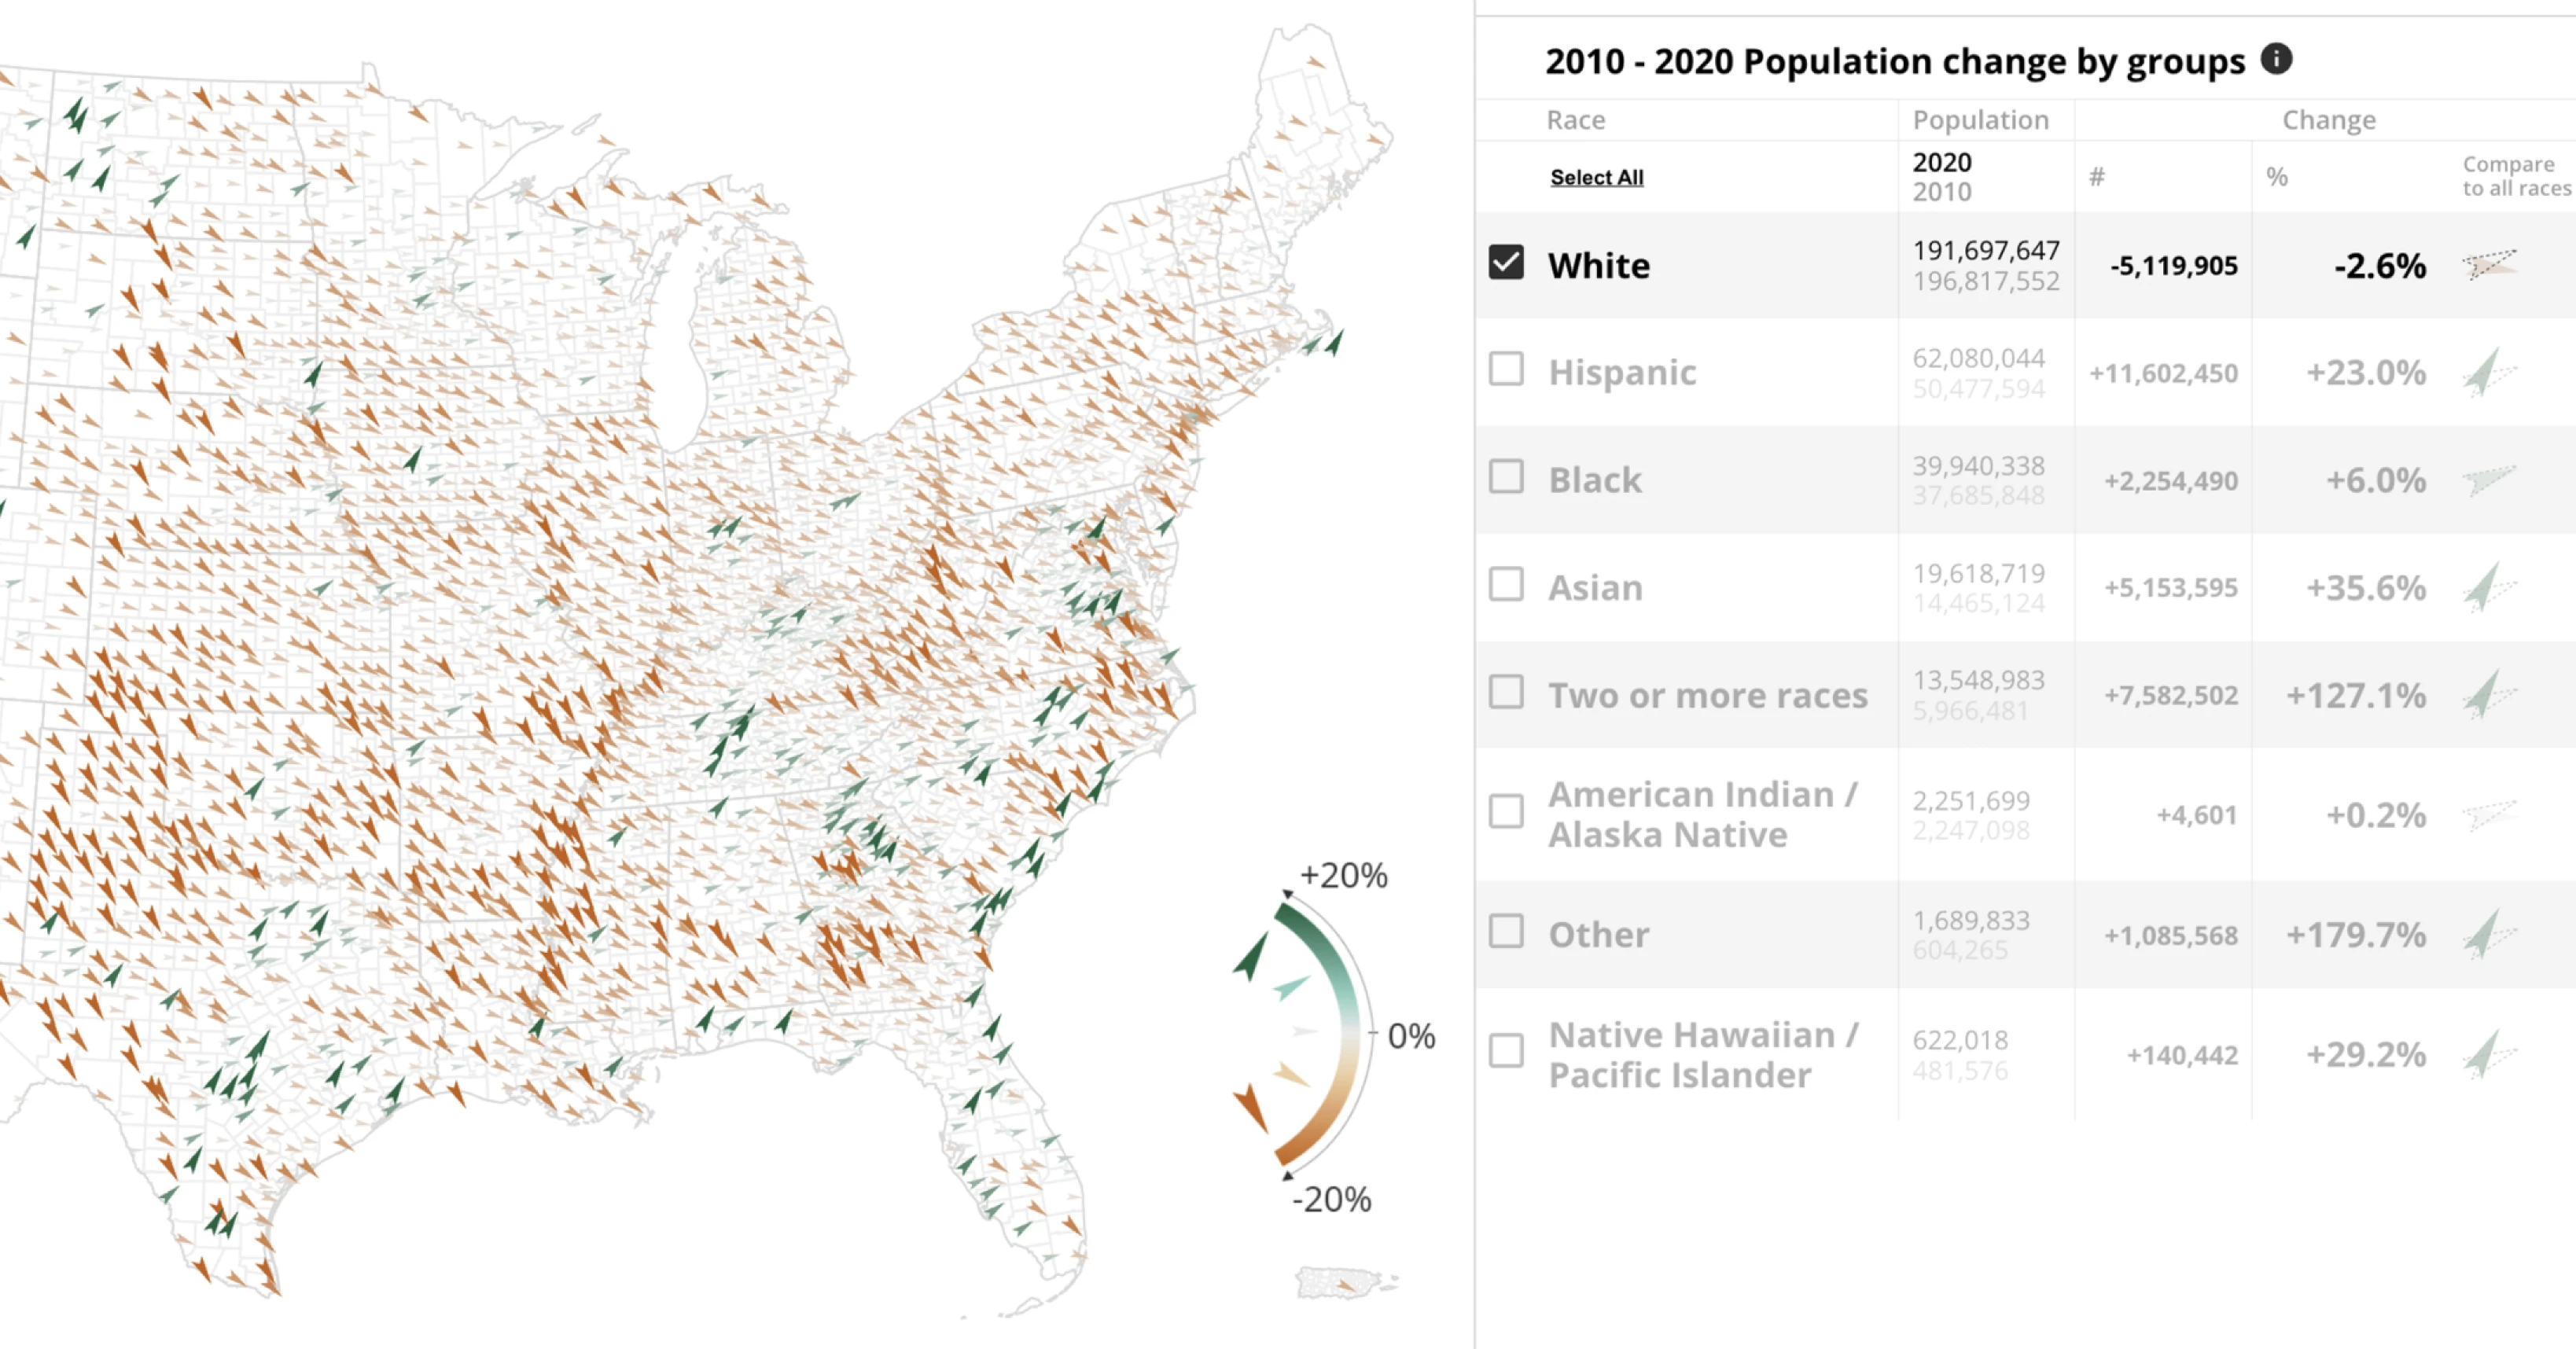 2010 - 2020 Population change by groups i
Race Population Change
Select All 2020 # % Compare
2010 to all races
White 191,697,647 -5,119,905 -2.6%
196,817,552
Hispanic 62,080,044 +11,602,450 +23.0%
50,477,594
Black 39,940,338 +2,254,490 +6.0%
37,685,848
Asian 19,618,719 +5,153,595 +35.6%
14,465,124
Two or more races 13,548,983 +7,582,502 +127.1%
5,966,481
American Indian / 2,251,699 +4,601 +0.2%
Alaska Native 2,247,098
Other 1,689,833 +1,085,568 +179.7%
604,265
Native Hawaiian / 622,018 +140,442 +29.2%
Pacific Islander 481,576
+20%
0%
-20%